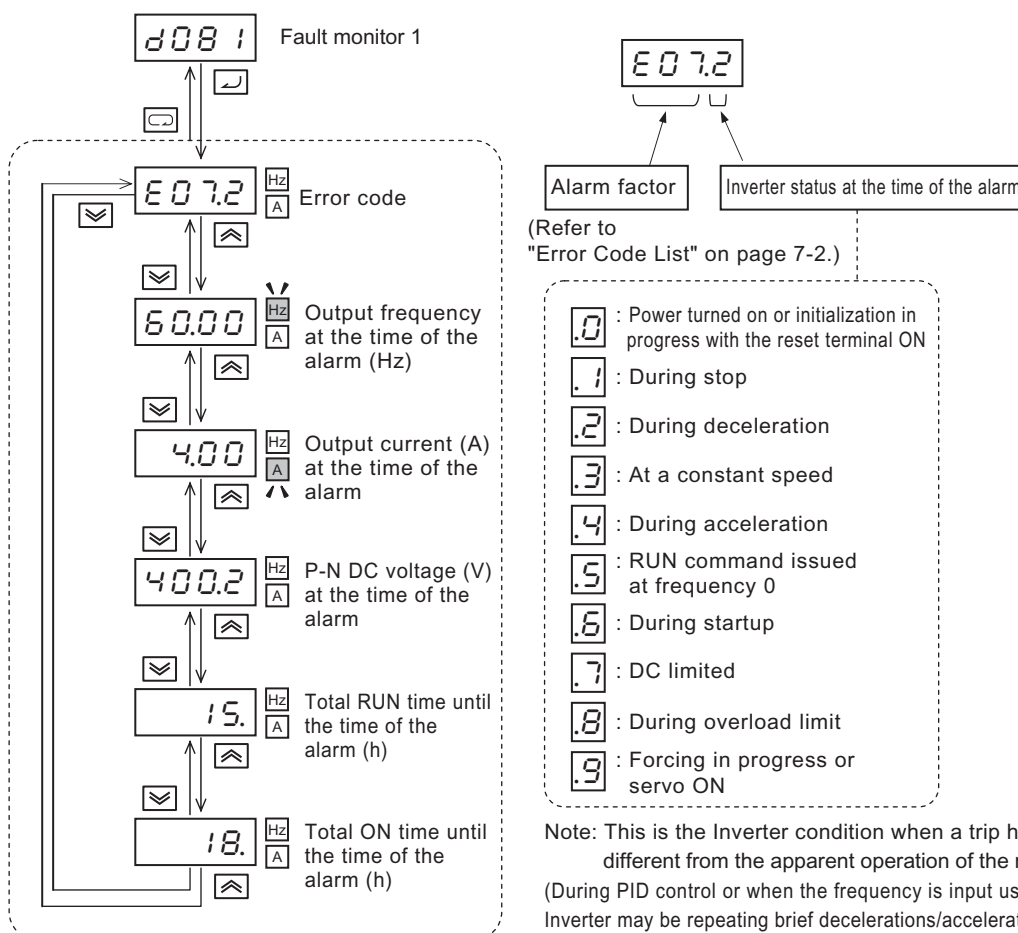 d081
Fault monitor 1
E07.2
Hz
A
Error code
60.00
Hz
A
Output frequency
at the time of the
alarm (Hz)
4.00
Hz
A
Output current (A)
at the time of the
alarm
400.2
Hz
A
P-N DC voltage (V)
at the time of the
alarm
15.
Hz
A
Total RUN time until
the time of the
alarm (h)
18.
Hz
A
Total ON time until
the time of the
alarm (h)
E07.2
Alarm factor
Inverter status at the time of the alarm
(Refer to
"Error Code List" on page 7-2.)
.0 : Power turned on or initialization in
progress with the reset terminal ON
.1 : During stop
.2 : During deceleration
.3 : At a constant speed
.4 : During acceleration
.5 : RUN command issued
at frequency 0
.6 : During startup
.7 : DC limited
.8 : During overload limit
.9 : Forcing in progress or
servo ON
Note: This is the Inverter condition when a trip
different from the apparent operation of the
(During PID control or when the frequency is input
Inverter may be repeating brief